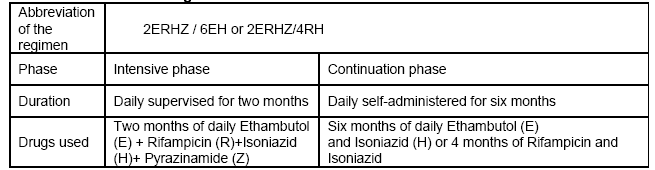 Abbreviation
of the
regimen
2ERHZ / 6EH or 2ERHZ/4RH
Phase
Intensive phase
Continuation phase
Duration
Daily supervised for two months
Daily self-administered for six months
Drugs used
Two months of daily Ethambutol
(E) + Rifampicin (R)+Isoniazid
(H)+ Pyrazinamide (Z)
Six months of daily Ethambutol (E)
and Isoniazid (H) or 4 months of Rifampicin and
Isoniazid